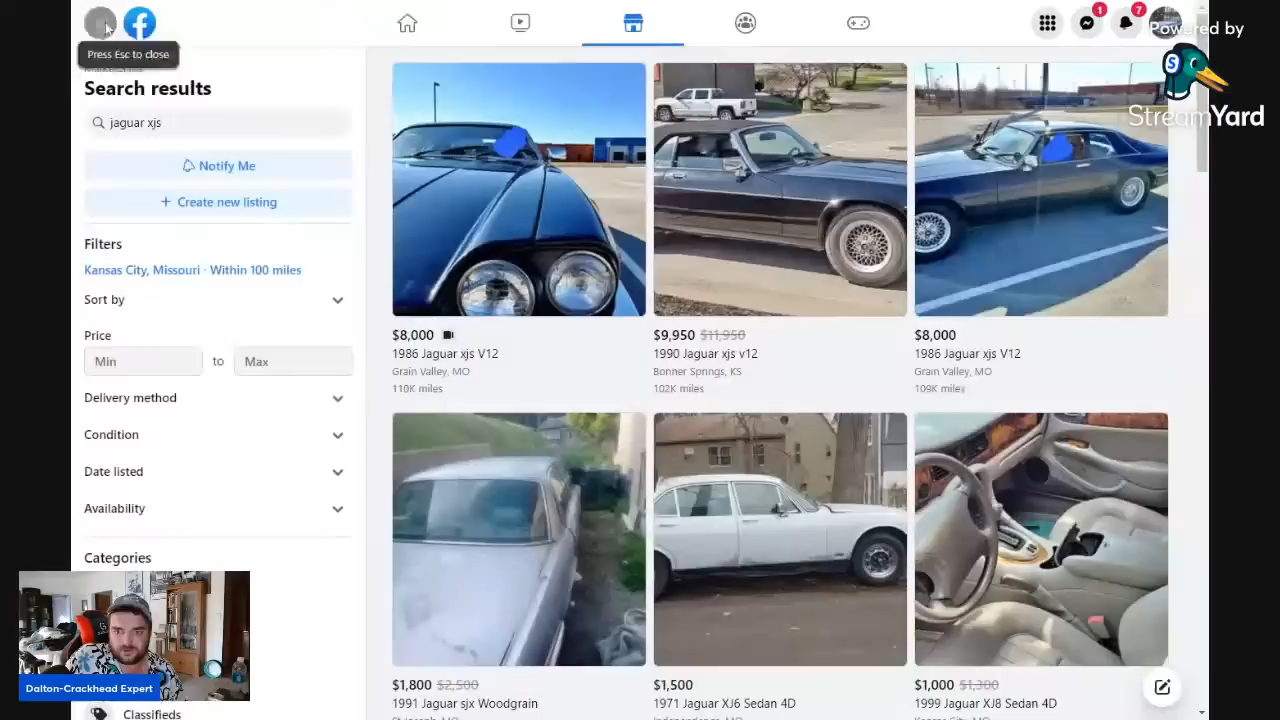 1
7
Powered by
StreamYard
Press Esc to close
Search results
jaguar xjs
Notify Me
+ Create new listing
Filters
Kansas City, Missouri · Within 100 miles
Sort by
Price
Min to Max
Delivery method
Condition
Date listed
Availability
Categories
Classifieds
$8,000
1986 Jaguar xjs V12
Grain Valley, MO
110K miles
$9,950 $11,950
1990 Jaguar xjs v12
Bonner Springs, KS
102K miles
$8,000
1986 Jaguar xjs V12
Grain Valley, MO
109K miles
$1,800 $2,500
1991 Jaguar sjx Woodgrain
$1,500
1971 Jaguar XJ6 Sedan 4D
$1,000 $1,300
1999 Jaguar XJ8 Sedan 4D
Dalton-Crackhead Expert